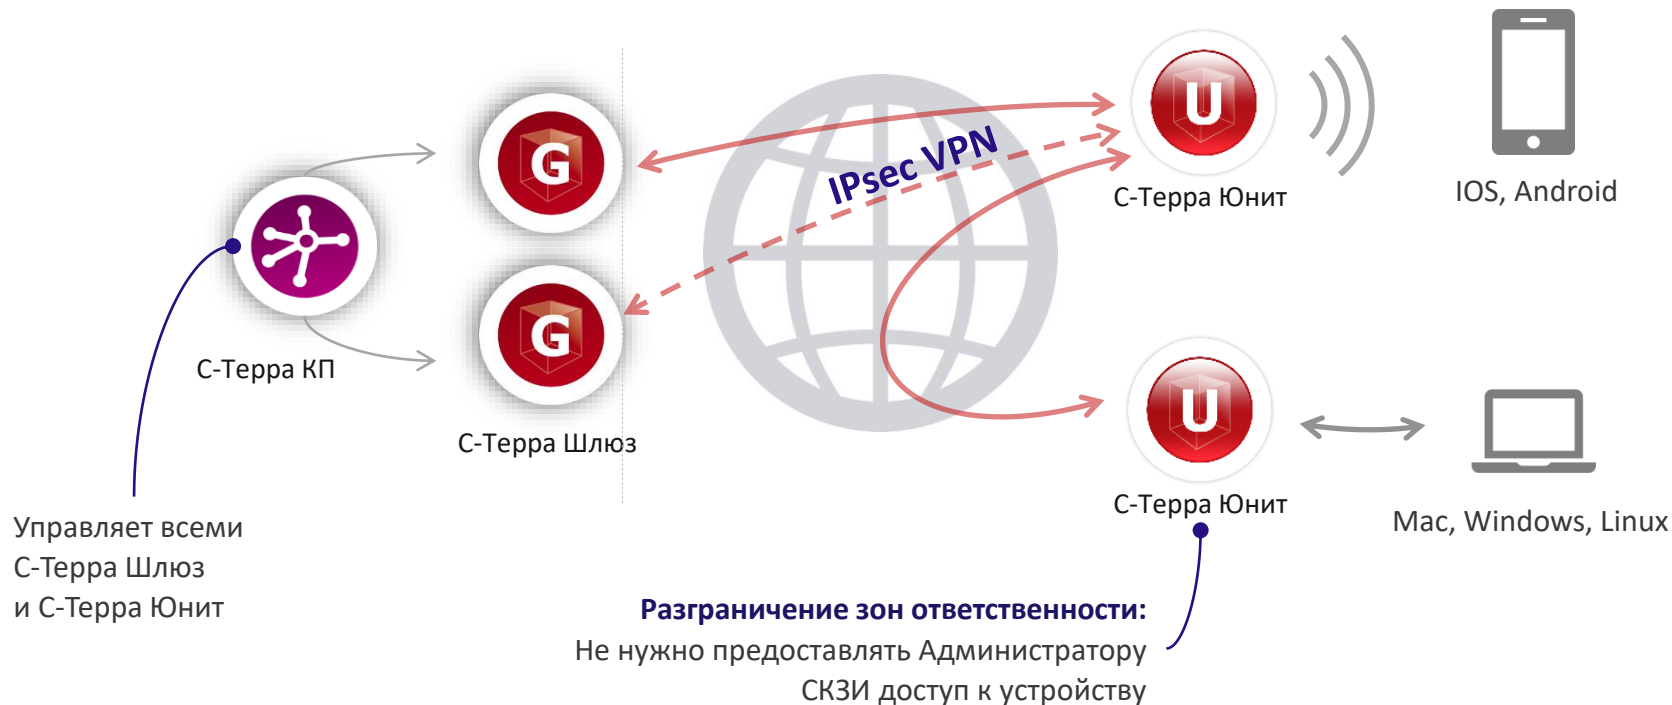 G
U
IPsec VPN
С-Терра Юнит
IOS, Android
С-Терра КП
G
С-Терра Шлюз
U
С-Терра Юнит
Mac, Windows, Linux
Управляет всеми
С-Терра Шлюз
и С-Терра Юнит
Разграничение зон ответственности:
Не нужно предоставлять Администратору
СКЗИ доступ к устройству